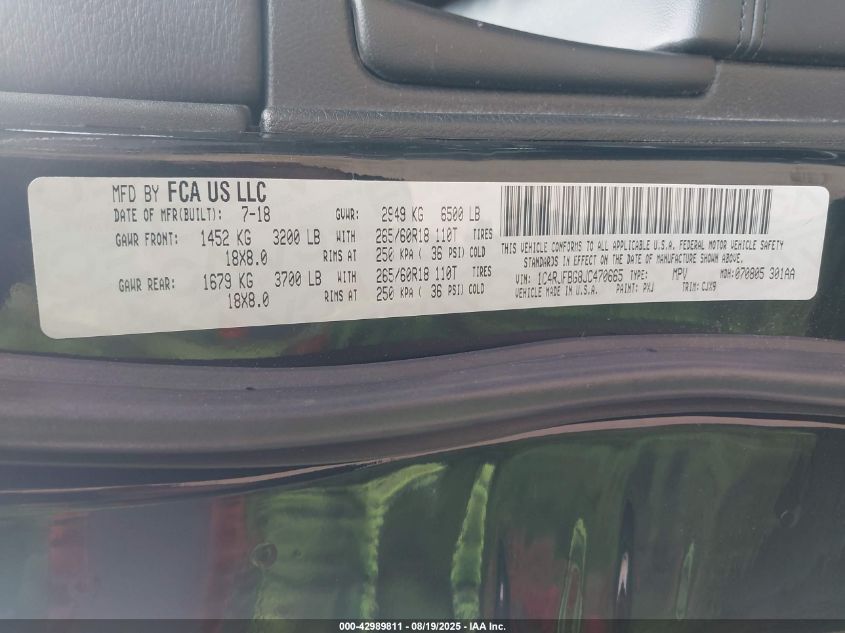 MFD BY FCA US LLC
DATE OF MFR(BUILT): 7-18 GVWR: 2949 KG 6500 LB
GAWR FRONT: 1452 KG 3200 LB WITH 265/60R18 110T TIRES
18X8.0 RIMS AT 250 KPA ( 36 PSI) COLD
GAWR REAR: 1679 KG 3700 LB WITH 265/60R18 110T TIRES
18X8.0 RIMS AT 250 KPA ( 36 PSI) COLD
THIS VEHICLE CONFORMS TO ALL APPLICABLE U.S.A. FEDERAL MOTOR VEHICLE SAFETY
STANDARDS IN EFFECT ON THE DATE OF MANUFACTURE SHOWN ABOVE.
VIN: 1C4RJFBG8JC470665 TYPE: MPV MDH: 070805 301AA
VEHICLE MADE IN U.S.A. PAINT: PXJ TRIM: CJX9
000-42989811 - 08/19/2025 - IAA Inc.